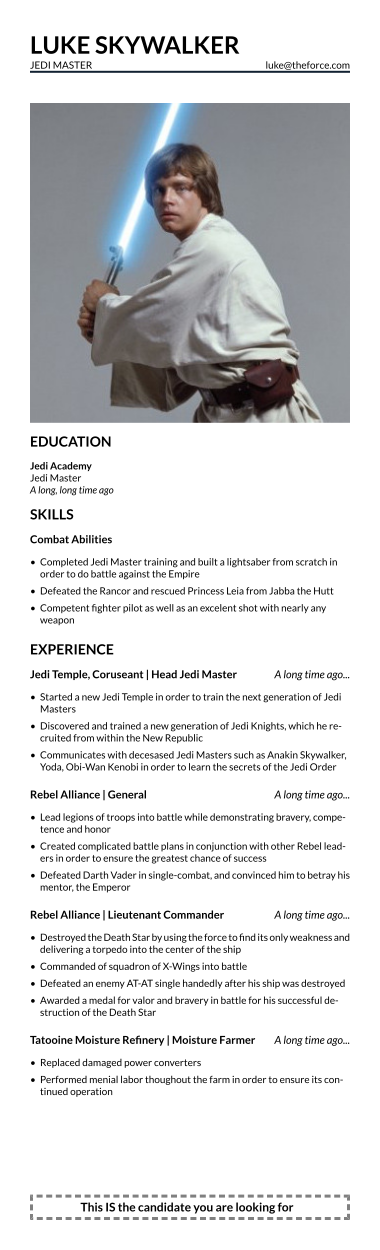 LUKE SKYWALKER
JEDI MASTER luke@theforce.com
EDUCATION
Jedi Academy
Jedi Master
A long, long time ago
SKILLS
Combat Abilities
• Completed Jedi Master training and built a lightsaber from scratch in
order to do battle against the Empire
• Defeated the Rancor and rescued Princess Leia from Jabba the Hutt
• Competent fighter pilot as well as an excelent shot with nearly any
weapon
EXPERIENCE
Jedi Temple, Coruseant | Head Jedi Master A long time ago...
• Started a new Jedi Temple in order to train the next generation of Jedi
Masters
• Discovered and trained a new generation of Jedi Knights, which he re-
cruited from within the New Republic
• Communicates with decesased Jedi Masters such as Anakin Skywalker,
Yoda, Obi-Wan Kenobi in order to learn the secrets of the Jedi Order
Rebel Alliance | General A long time ago...
• Lead legions of troops into battle while demonstrating bravery, compe-
tence and honor
• Created complicated battle plans in conjunction with other Rebel lead-
ers in order to ensure the greatest chance of success
• Defeated Darth Vader in single-combat, and convinced him to betray his
mentor, the Emperor
Rebel Alliance | Lieutenant Commander A long time ago...
• Destroyed the Death Star by using the force to find its only weakness and
delivering a torpedo into the center of the ship
• Commanded of squadron of X-Wings into battle
• Defeated an enemy AT-AT single handedly after his ship was destroyed
• Awarded a medal for valor and bravery in battle for his successful de-
struction of the Death Star
Tatooine Moisture Refinery | Moisture Farmer A long time ago...
• Replaced damaged power converters
• Performed menial labor thoughout the farm in order to ensure its con-
tinued operation
This IS the candidate you are looking for